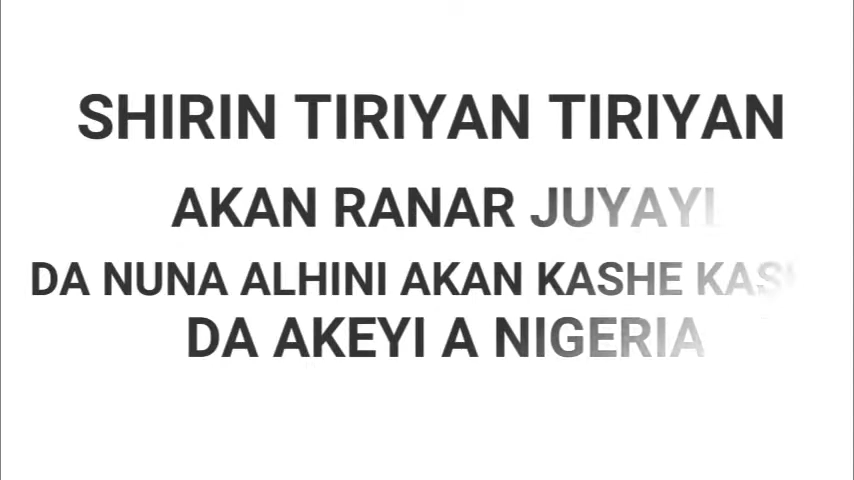 SHIRIN TIRIYAN TIRIYAN
AKAN RANAR JUYAYI
DA NUNA ALHINI AKAN KASHE
DA AKEYI A NIGERIA